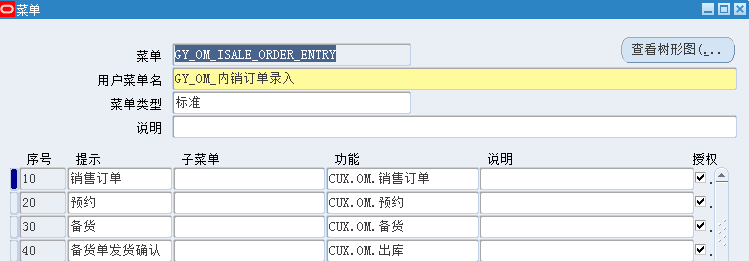 菜单
菜单 GY_OM_ISALE_ORDER_ENTRY 查看树形图(...
用户菜单名 GY_OM_内销订单录入
菜单类型 标准
说明
序号 提示 子菜单 功能 说明 授权
10 销售订单 CUX.OM.销售订单
20 预约 CUX.OM.预约
30 备货 CUX.OM.备货
40 备货单发货确认 CUX.OM.出库